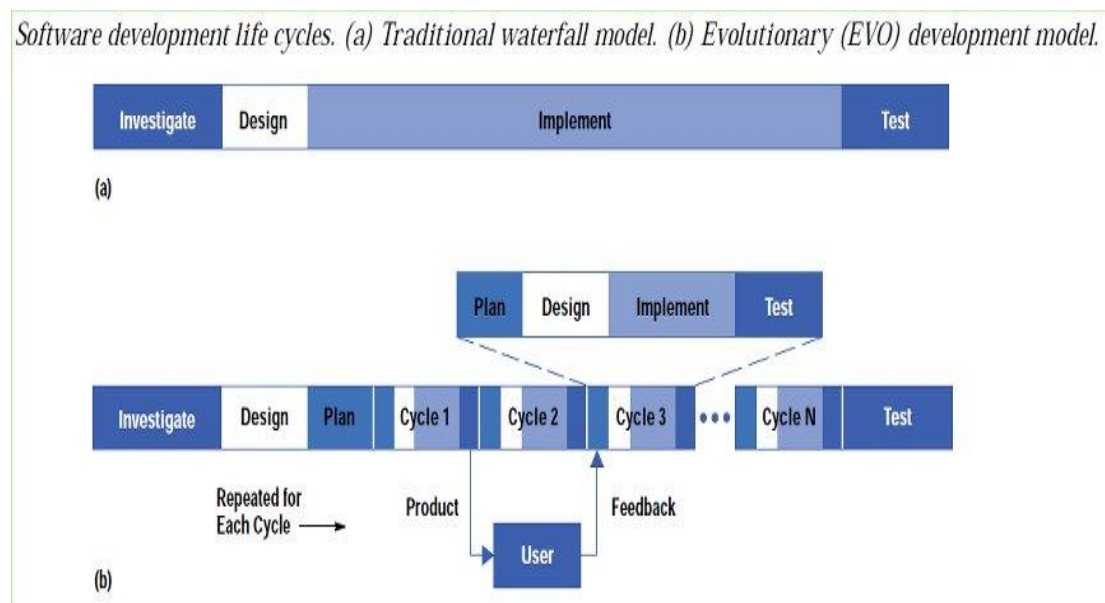 Software development life cycles. (a) Traditional waterfall model. (b) Evolutionary (EVO) development model.
Investigate Design Implement Test
(a)
Plan Design Implement Test
Investigate Design Plan Cycle 1 Cycle 2 Cycle 3 ••• Cycle N Test
Repeated for
Each Cycle
Product
Feedback
User
(b)